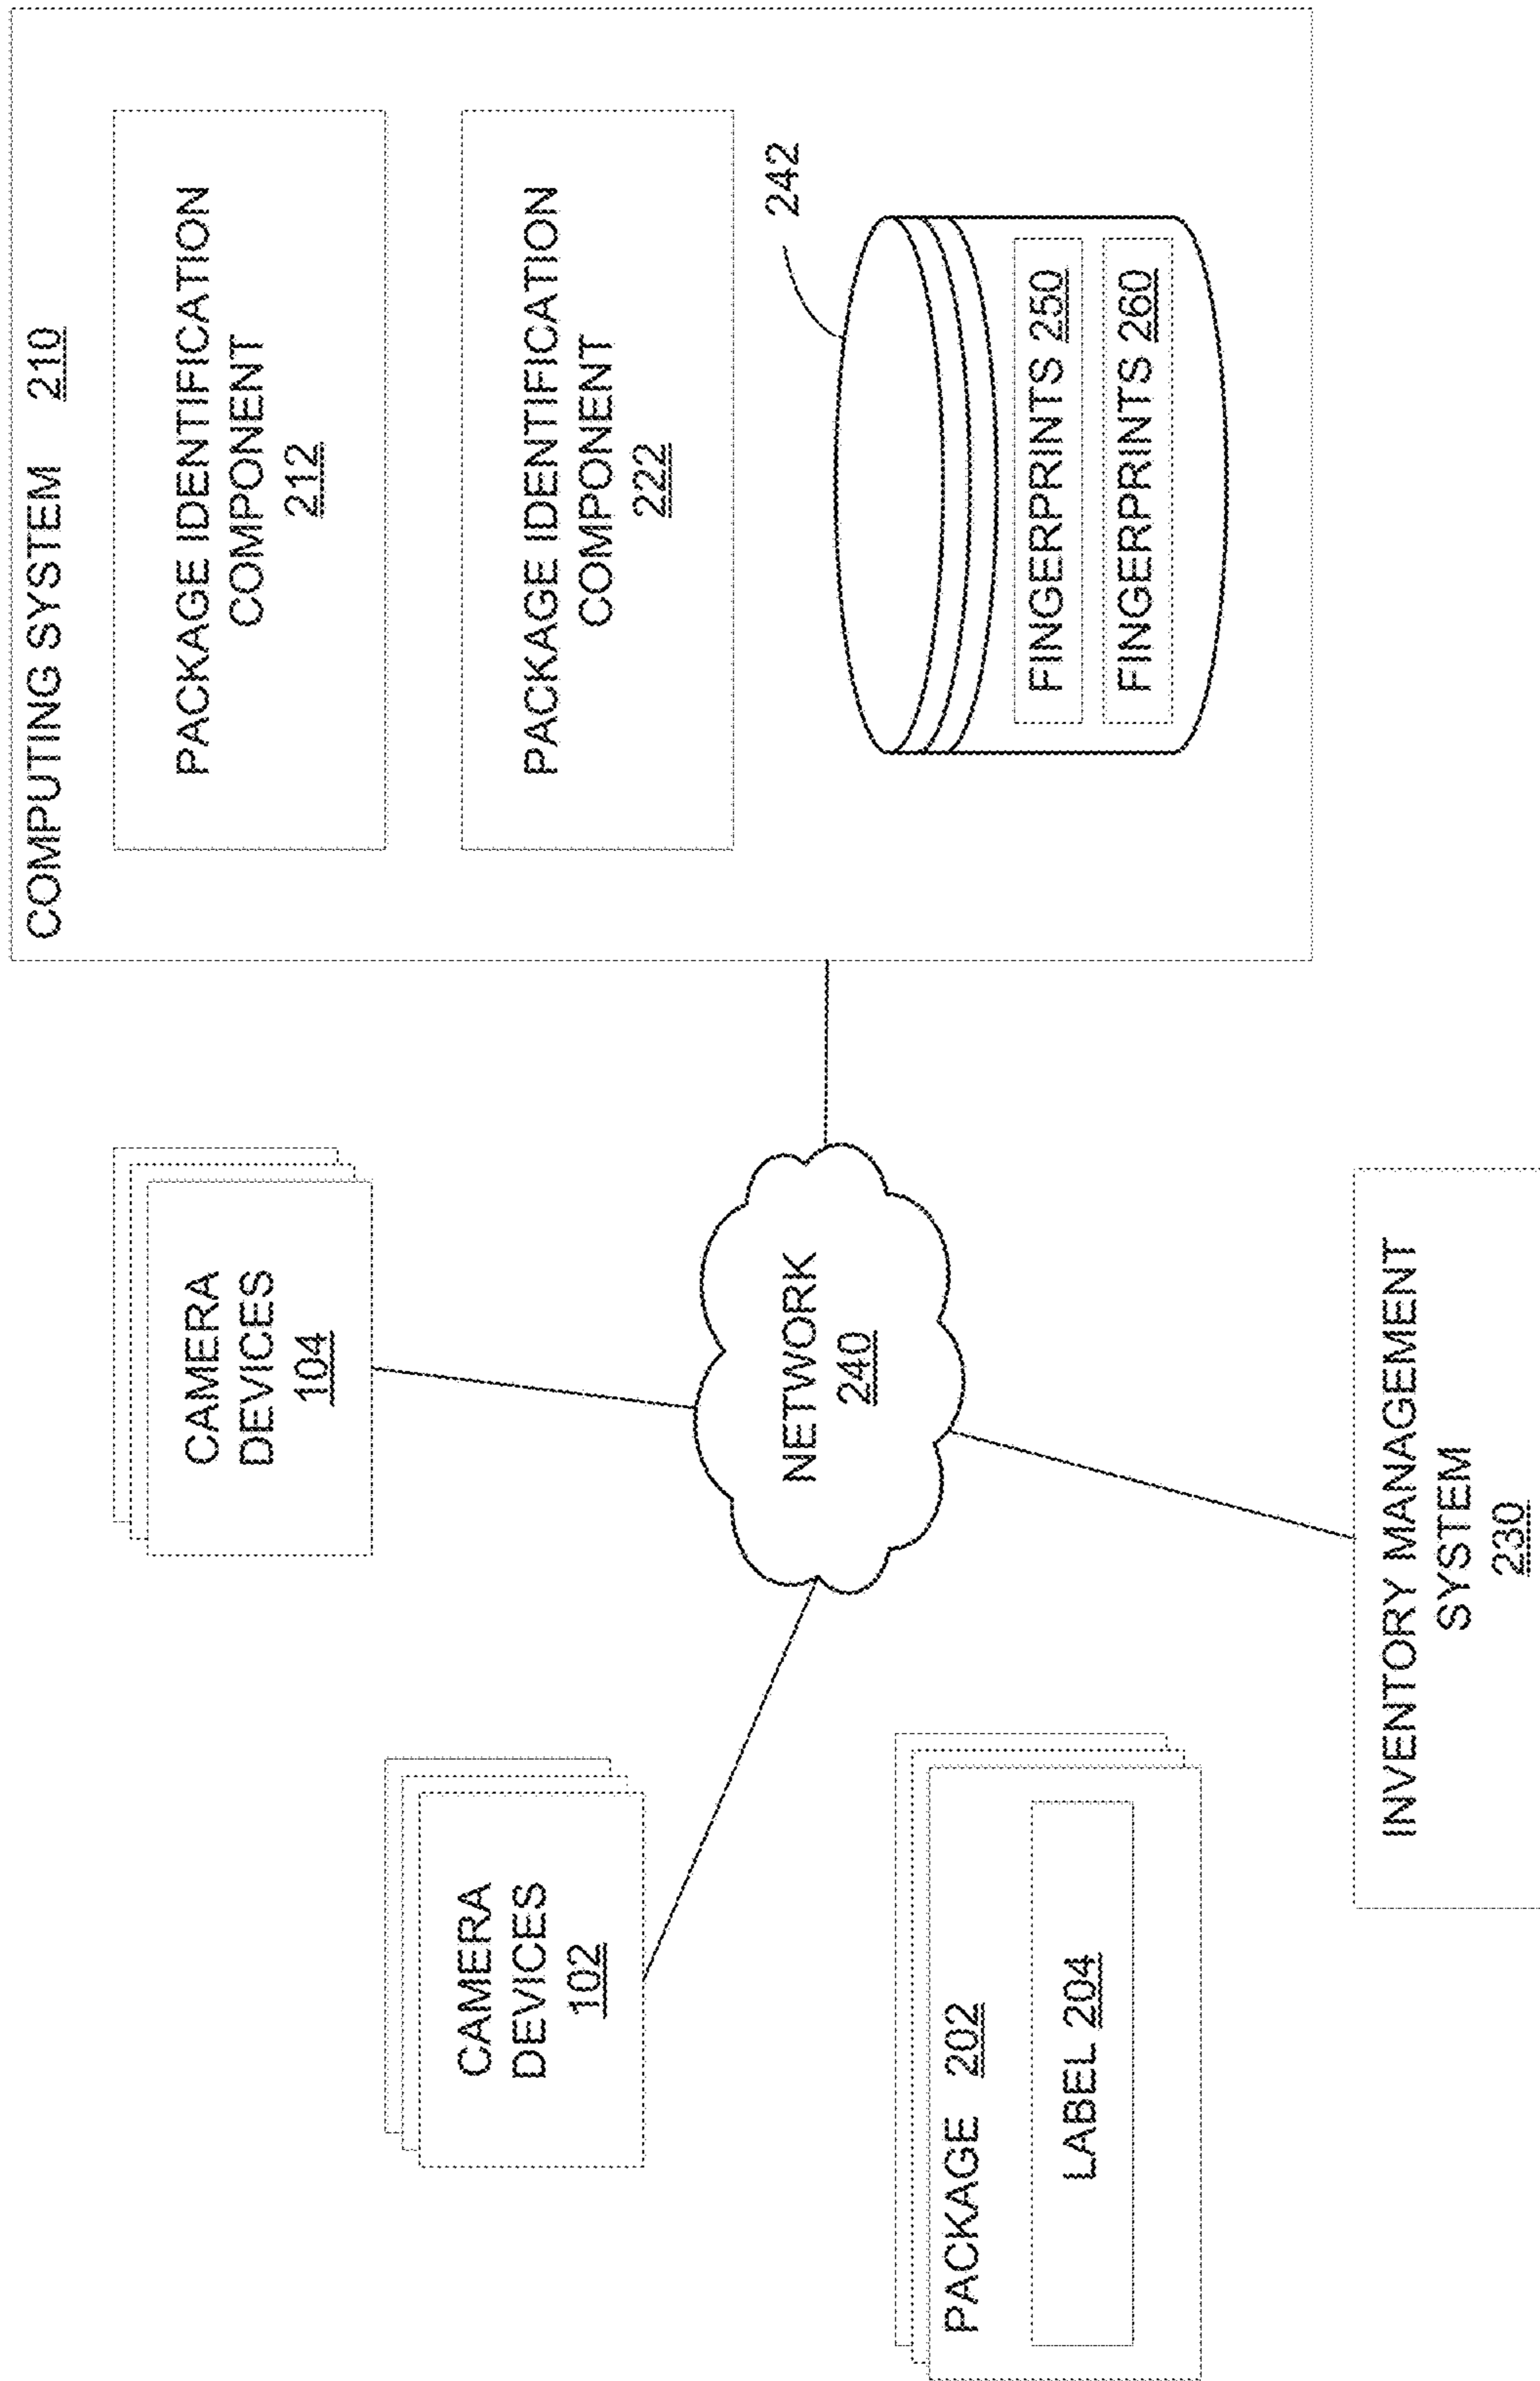 COMPUTING SYSTEM 210
PACKAGE IDENTIFICATION
COMPONENT
212
PACKAGE IDENTIFICATION
COMPONENT
222
242
FINGERPRINTS 250
FINGERPRINTS 260
CAMERA
DEVICES
104
CAMERA
DEVICES
102
NETWORK
240
PACKAGE 202
LABEL 204
INVENTORY MANAGEMENT
SYSTEM
230